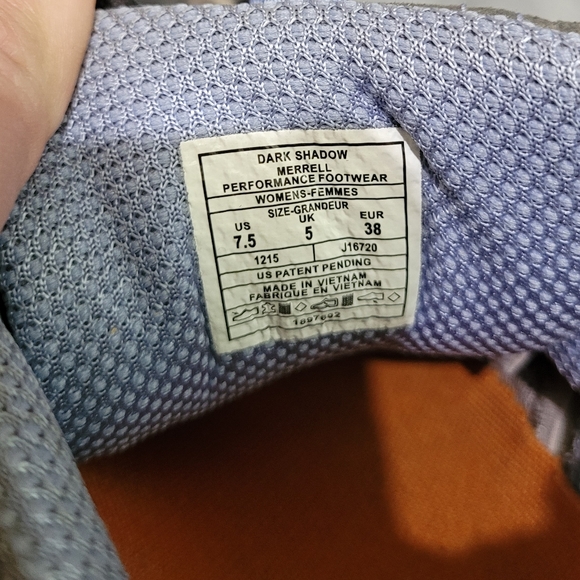 DARK SHADOW
MERRELL
PERFORMANCE FOOTWEAR
WOMENS-FEMMES
SIZE-GRANDEUR
US UK EUR
7.5 5 38
1215 J16720
US PATENT PENDING
MADE IN VIETNAM
FABRIQUE EN VIETNAM
1897692